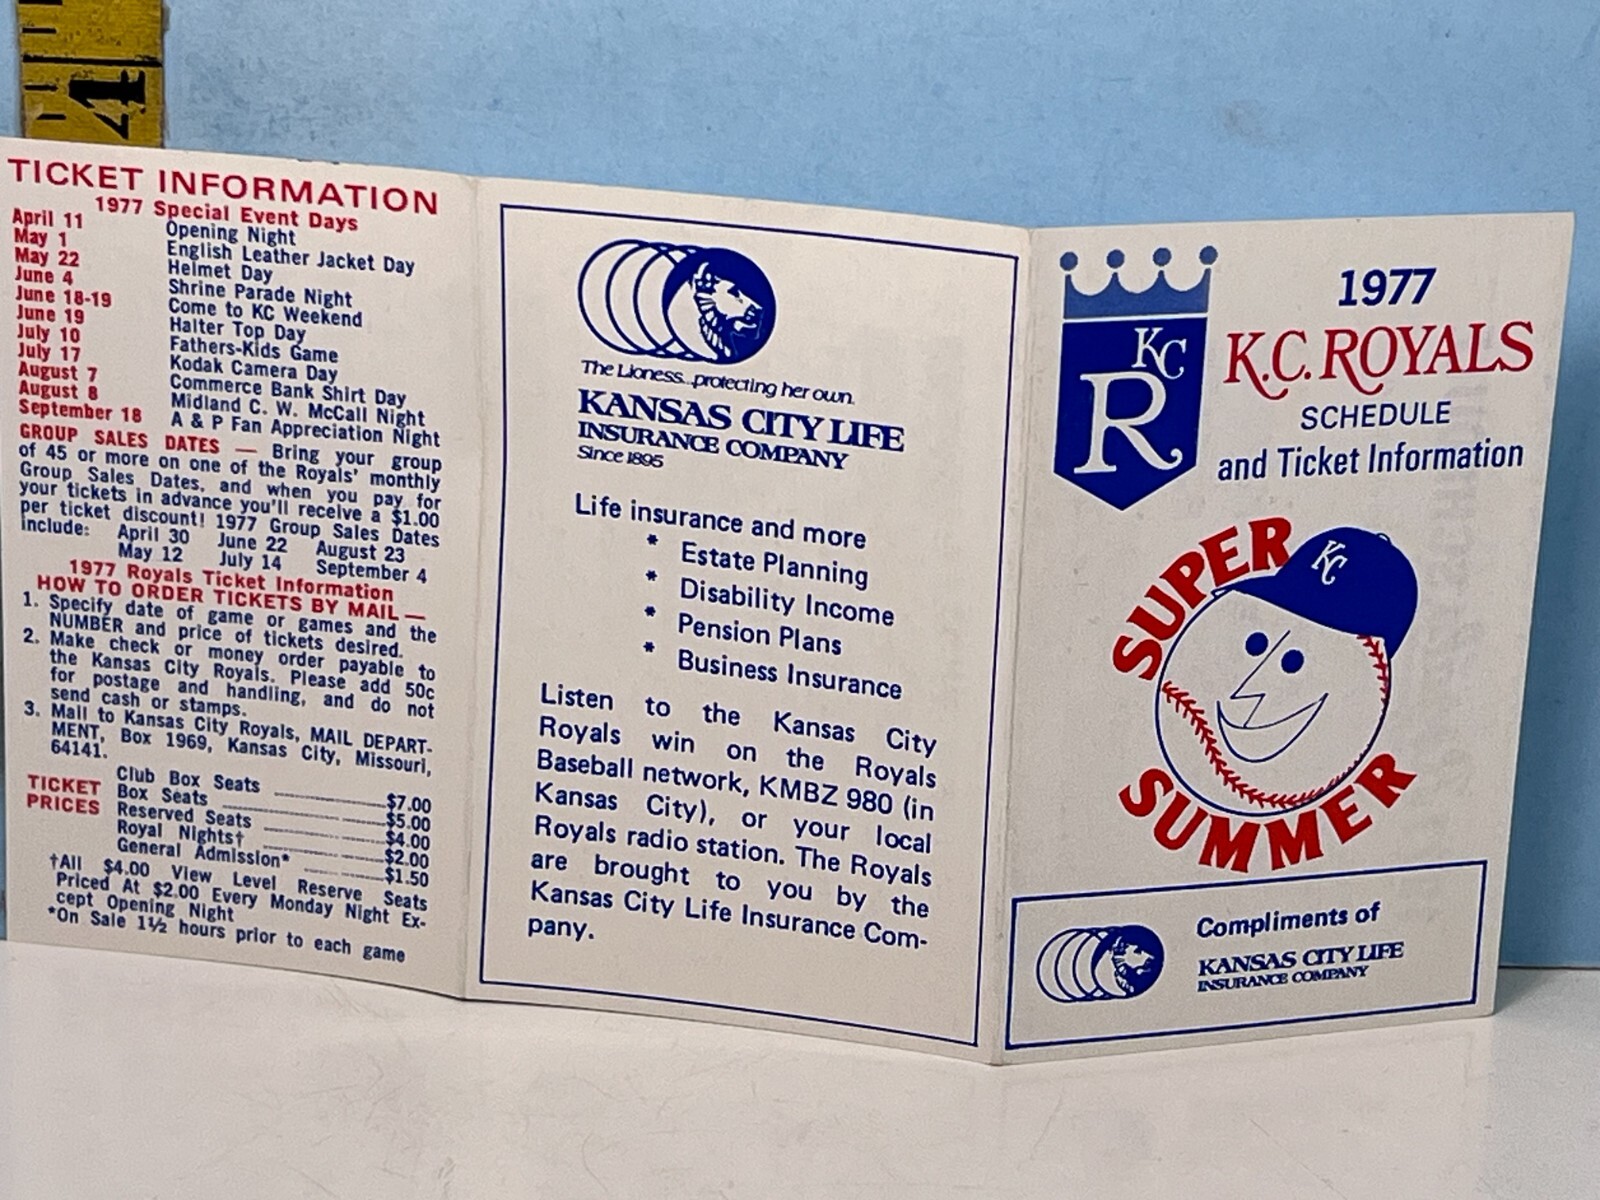 4
TICKET INFORMATION
1977 Special Event Days
April 11 Opening Night
May 1 English Leather Jacket Day
May 22 Helmet Day
June 4 Shrine Parade Night
June 18-19 Come to KC Weekend
June 19 Halter Top Day
July 10 Fathers-Kids Game
July 17 Kodak Camera Day
August 7 Commerce Bank Shirt Day
August 8 Midland C. W. McCall Night
September 18 A & P Fan Appreciation Night
GROUP SALES DATES — Bring your group
of 45 or more on one of the Royals' monthly
Group Sales Dates, and when you pay for
your tickets in advance you'll receive a $1.00
per ticket discount! 1977 Group Sales Dates
include: April 30 June 22 August 23
May 12 July 14 September 4
1977 Royals Ticket Information
HOW TO ORDER TICKETS BY MAIL —
1. Specify date of game or games and the
NUMBER and price of tickets desired.
2. Make check or money order payable to
the Kansas City Royals. Please add 50c
for postage and handling, and do not
send cash or stamps.
3. Mail to Kansas City Royals, MAIL DEPART-
MENT, Box 1969, Kansas City, Missouri,
64141.
TICKET PRICES
Club Box Seats $7.00
Box Seats $5.00
Reserved Seats $4.00
Royal Nights† $2.00
General Admission* $1.50
†All $4.00 View Level Reserve Seats
Priced At $2.00 Every Monday Night Ex-
cept Opening Night
*On Sale 1½ hours prior to each game
The Lioness...protecting her own.
KANSAS CITY LIFE
INSURANCE COMPANY
Since 1895
Life insurance and more
* Estate Planning
* Disability Income
* Pension Plans
* Business Insurance
Listen to the Kansas City
Royals win on the Royals
Baseball network, KMBZ 980 (in
Kansas City), or your local
Royals radio station. The Royals
are brought to you by the
Kansas City Life Insurance Com-
pany.
KC
R
1977
K.C. ROYALS
SCHEDULE
and Ticket Information
SUPER
KC
SUMMER
Compliments of
KANSAS CITY LIFE
INSURANCE COMPANY